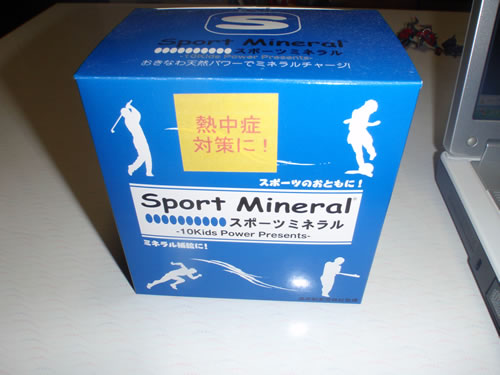 S
Sport Mineral
スポーツミネラル
-10Kids Power Presents-
おきなわ天然パワーでミネラルチャージ!
熱中症
対策に!
スポーツのおともに!
Sport Mineral®
スポーツミネラル
-10Kids Power Presents-
ミネラル補給に!